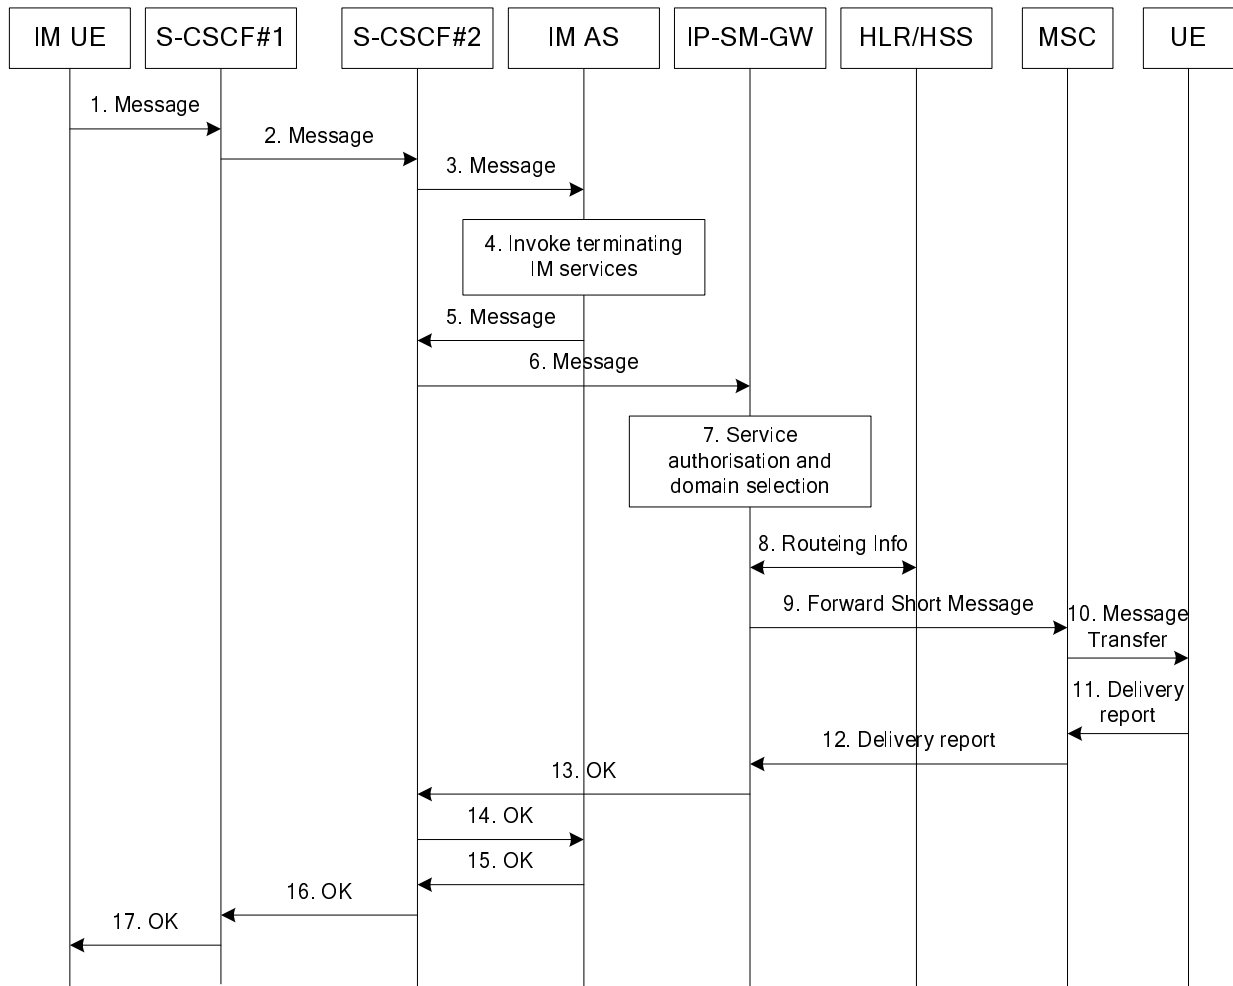 IM UE
S-CSCF#1
S-CSCF#2
IM AS
IP-SM-GW
HLR/HSS
MSC
UE
1. Message
2. Message
3. Message
4. Invoke terminating
IM services
5. Message
6. Message
7. Service
authorisation and
domain selection
8. Routeing Info
9. Forward Short Message
10. Message
Transfer
11. Delivery
report
12. Delivery report
13. OK
14. OK
15. OK
16. OK
17. OK